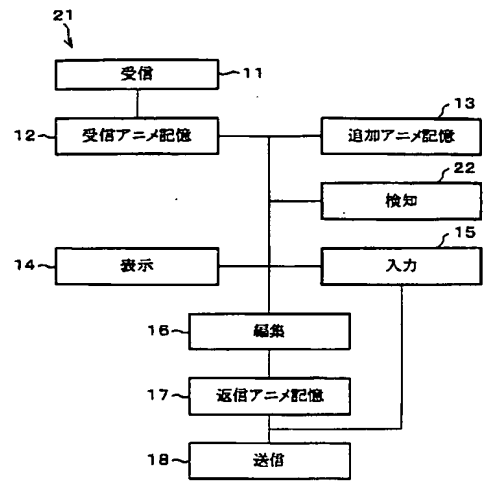 21
受信 11
12 受信アニメ記憶
13
追加アニメ記憶
22
検知
15
14 表示
入力
16 編集
17 返信アニメ記憶
18 送信